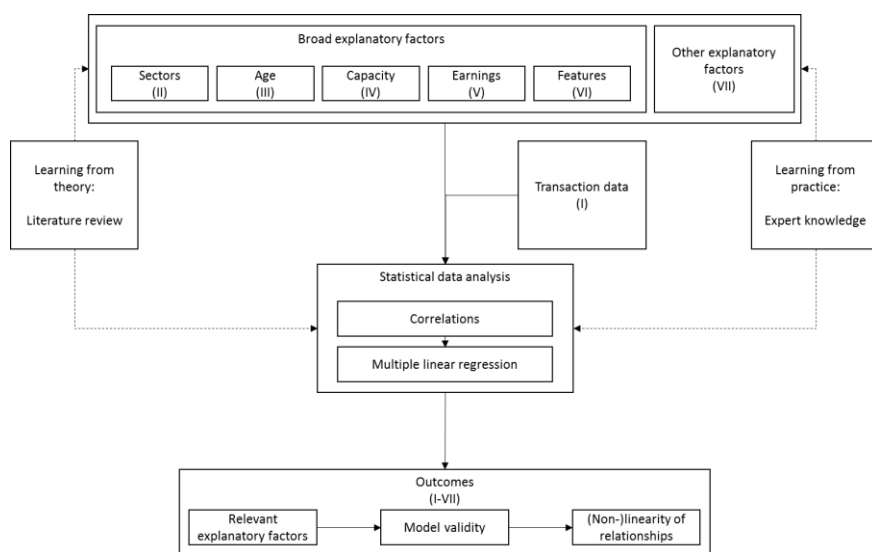 Broad explanatory factors
Sectors
(II)
Age
(III)
Capacity
(IV)
Earnings
(V)
Features
(VI)
Other explanatory
factors
(VII)
Learning from
theory:
Literature review
Transaction data
(I)
Learning from
practice:
Expert knowledge
Statistical data analysis
Correlations
Multiple linear regression
Outcomes
(I-VII)
Relevant
explanatory factors
Model validity
(Non-)linearity of
relationships